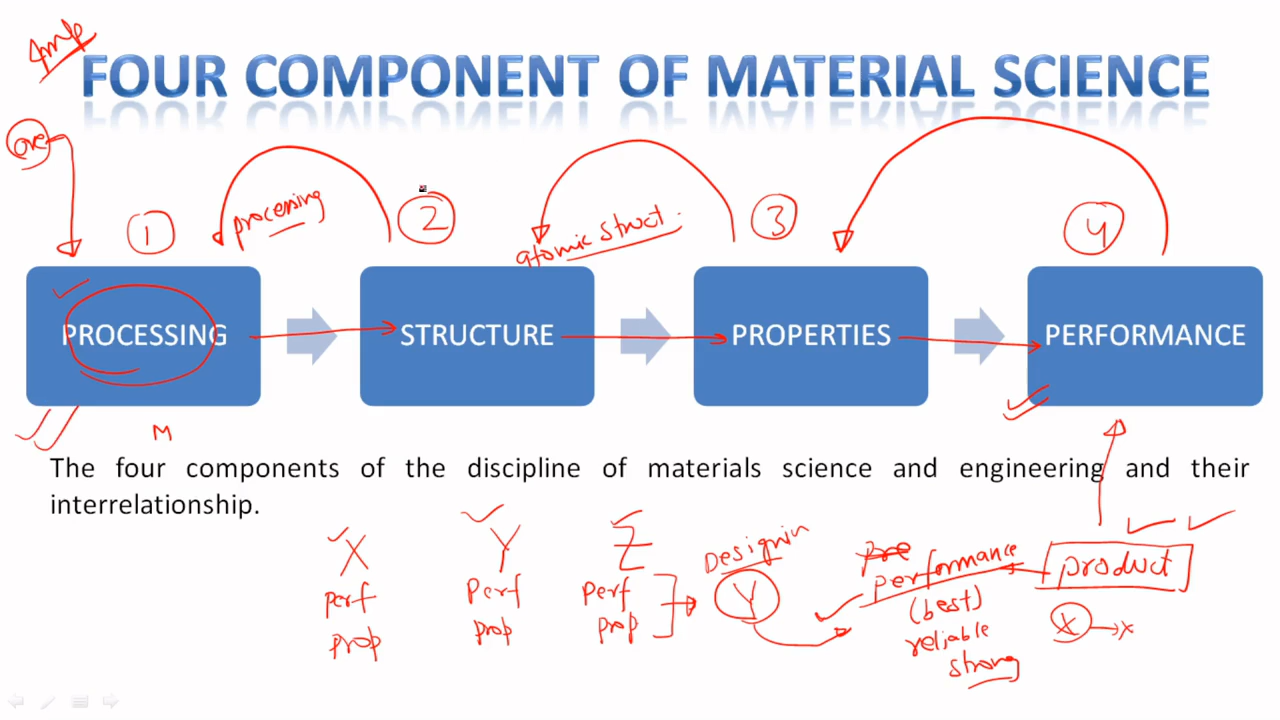 Imp
FOUR COMPONENT OF MATERIAL SCIENCE
ore
processing
atomic struct.
1
2
3
4
PROCESSING
STRUCTURE
PROPERTIES
PERFORMANCE
M
The four components of the discipline of materials science and engineering and their
interrelationship.
X Y Z
perf perf perf
prop prop prop
Designin
Y
performance
(best)
reliable
strong
product
X → x